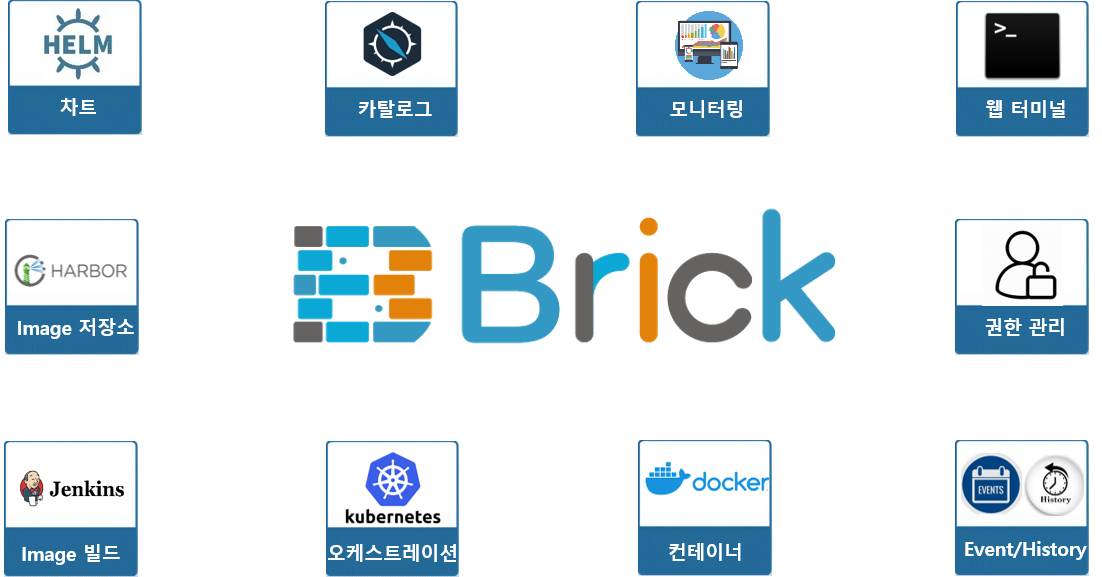 HELM
차트
카탈로그
모니터링
>_
웹 터미널
HARBOR
Image 저장소
Brick
권한 관리
Jenkins
Image 빌드
kubernetes
오케스트레이션
docker
컨테이너
EVENTS
History
Event/History